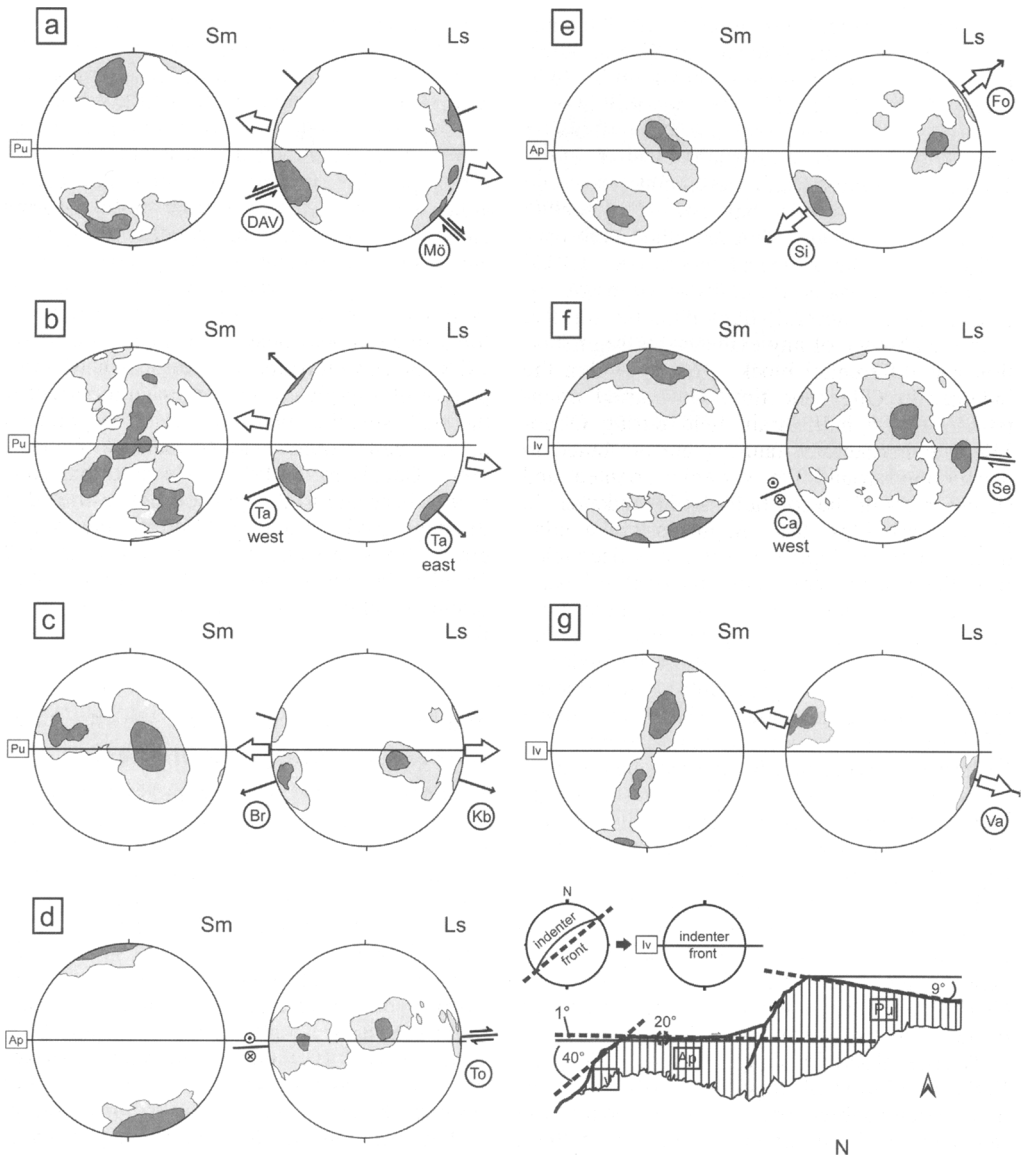 a
Sm
Ls
Pu
DAV
Mö
b
Sm
Ls
Pu
Ta
west
Ta
east
c
Sm
Ls
Pu
Br
Kb
d
Sm
Ls
Ap
To
e
Sm
Ls
Ap
Fo
Si
f
Sm
Ls
Iv
Ca
west
Se
g
Sm
Ls
Iv
Va
N
indenter
front
Iv
indenter
front
1°
40°
20°
9°
Ap
Pu
N